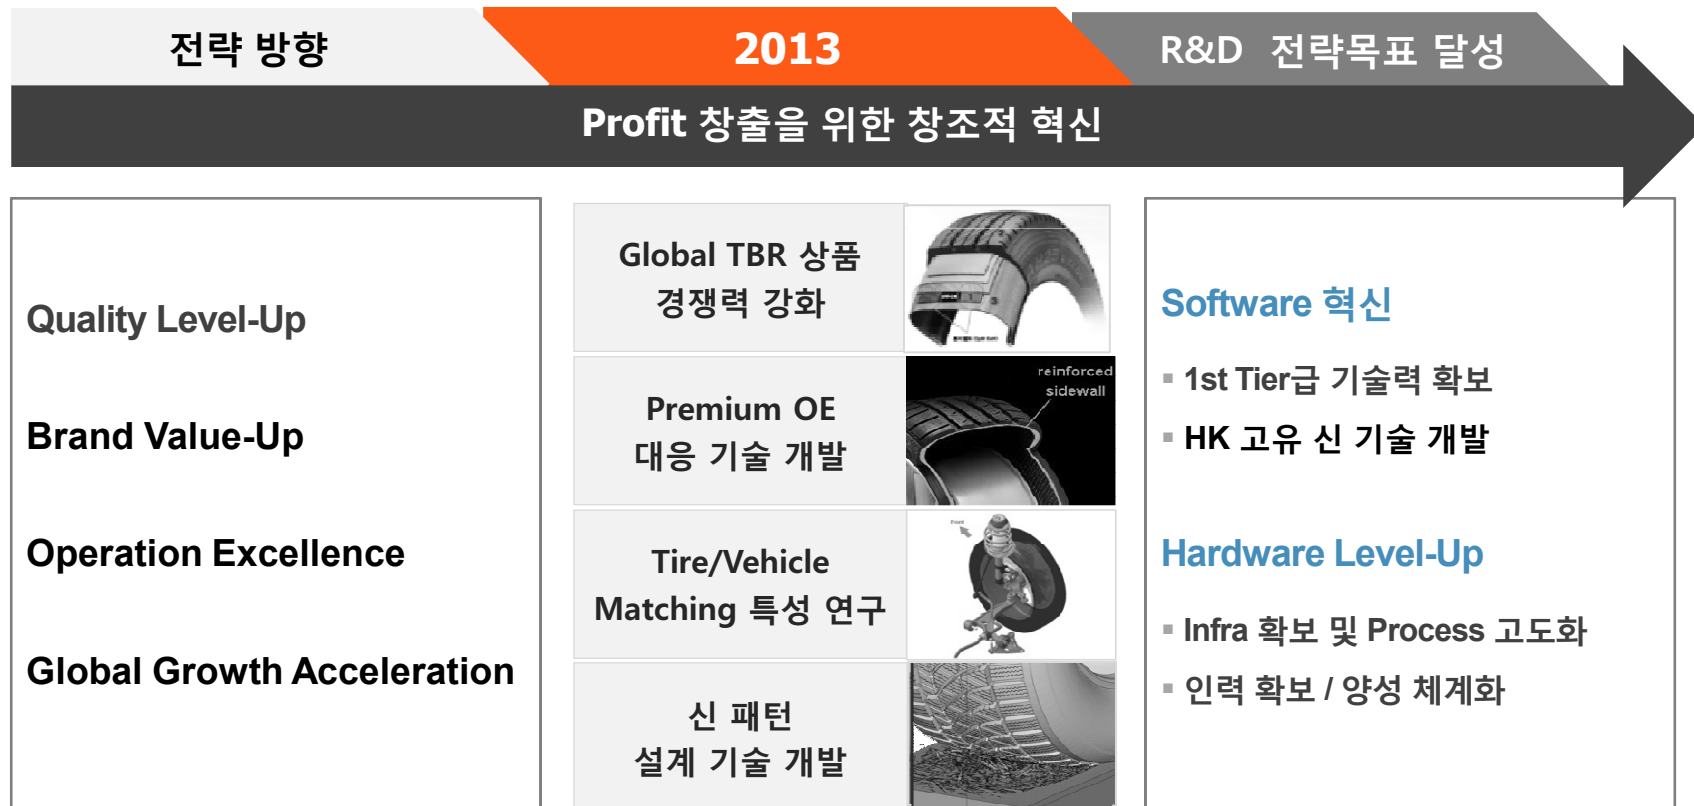 전략 방향
2013
R&D 전략목표 달성
Profit 창출을 위한 창조적 혁신
Quality Level-Up
Brand Value-Up
Operation Excellence
Global Growth Acceleration
Global TBR 상품
경쟁력 강화
Premium OE
대응 기술 개발
reinforced
sidewall
Tire/Vehicle
Matching 특성 연구
Front
신 패턴
설계 기술 개발
Software 혁신
▪ 1st Tier급 기술력 확보
▪ HK 고유 신 기술 개발
Hardware Level-Up
▪ Infra 확보 및 Process 고도화
▪ 인력 확보 / 양성 체계화